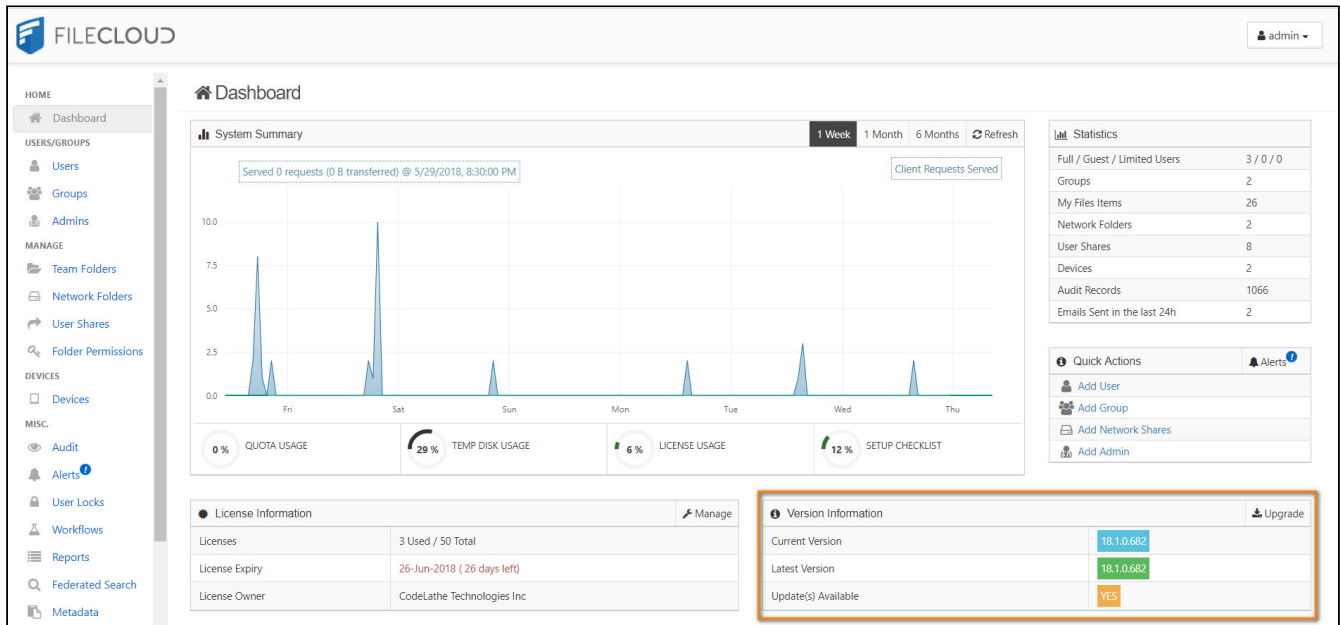 FILECLOUD
admin
HOME
Dashboard
USERS/GROUPS
Users
Groups
Admins
MANAGE
Team Folders
Network Folders
User Shares
Folder Permissions
DEVICES
Devices
MISC.
Audit
Alerts
User Locks
Workflows
Reports
Federated Search
Metadata
Dashboard
System Summary
1 Week 1 Month 6 Months Refresh
Served 0 requests (0 B transferred) @ 5/29/2018, 8:30:00 PM
Client Requests Served
10.0
7.5
5.0
2.5
0.0
Fri Sat Sun Mon Tue Wed Thu
0 % QUOTA USAGE
29 % TEMP DISK USAGE
6 % LICENSE USAGE
12 % SETUP CHECKLIST
Statistics
Full / Guest / Limited Users 3 / 0 / 0
Groups 2
My Files Items 26
Network Folders 2
User Shares 8
Devices 2
Audit Records 1066
Emails Sent in the last 24h 2
Quick Actions Alerts
Add User
Add Group
Add Network Shares
Add Admin
License Information Manage
Licenses 3 Used / 50 Total
License Expiry 26-Jun-2018 ( 26 days left)
License Owner CodeLathe Technologies Inc
Version Information Upgrade
Current Version 18.1.0.682
Latest Version 18.1.0.682
Update(s) Available YES